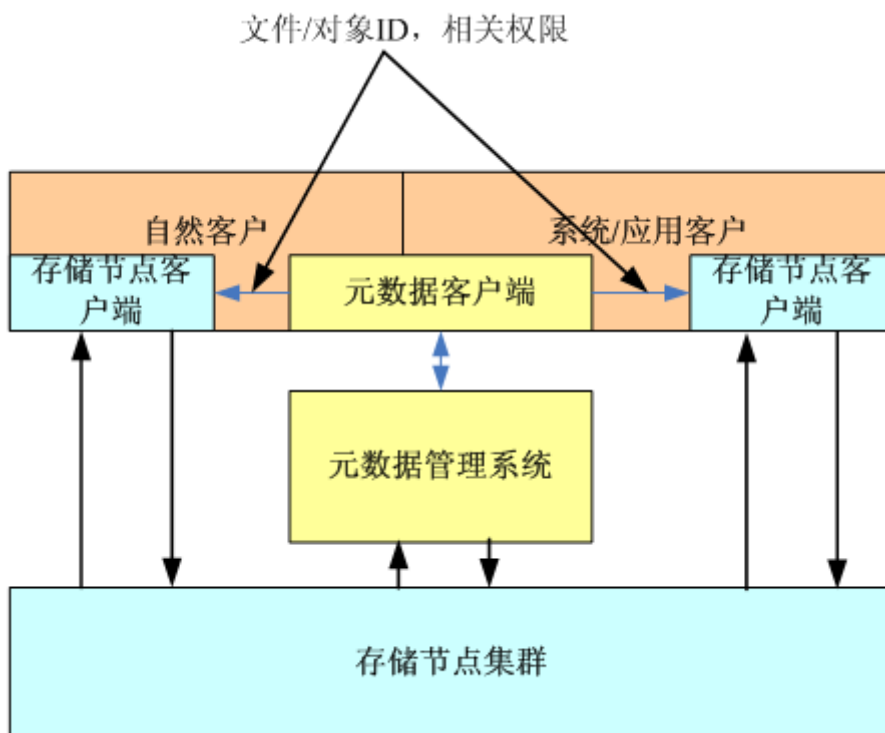 文件/对象ID，相关权限
自然客户
系统/应用客户
存储节点客
户端
元数据客户端
存储节点客
户端
元数据管理系统
存储节点集群